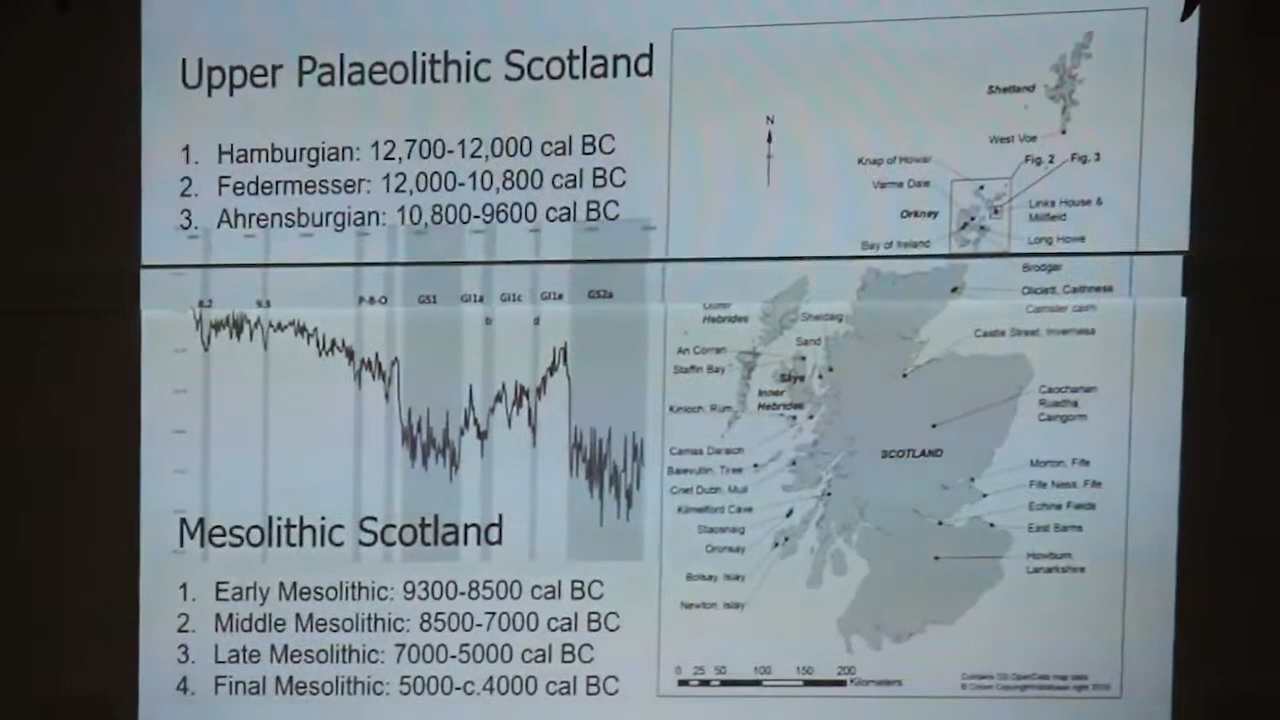 Upper Palaeolithic Scotland
1. Hamburgian: 12,700-12,000 cal BC
2. Federmesser: 12,000-10,800 cal BC
3. Ahrensburgian: 10,800-9600 cal BC
8.2
9.3
P-B-O
GS1
GI1a
GI1c
GI1e
GS2a
b
d
Mesolithic Scotland
1. Early Mesolithic: 9300-8500 cal BC
2. Middle Mesolithic: 8500-7000 cal BC
3. Late Mesolithic: 7000-5000 cal BC
4. Final Mesolithic: 5000-c.4000 cal BC
N
Shetland
West Voe
Knap of Howar
Fig. 2
Fig. 3
Varme Dale
Orkney
Links House &
Millfield
Bay of Ireland
Long Howe
Brodgar
Oliclett, Caithness
Camster cairn
Outer
Hebrides
Shieldaig
Castle Street, Inverness
Sand
An Corran
Staffin Bay
Skye
Inner
Hebrides
Kinloch, Rum
Caochanan
Ruadha
Cairngorm
SCOTLAND
Camas Daraich
Balevullin, Tiree
Criet Dubh, Mull
Kilmelford Cave
Staosnaig
Oronsay
Bolsay, Islay
Newton, Islay
Morton, Fife
Fife Ness, Fife
Echline Fields
East Barns
Howburn,
Lanarkshire
0 25 50 100 150 200
Kilometers
Contains OS OpenData map data